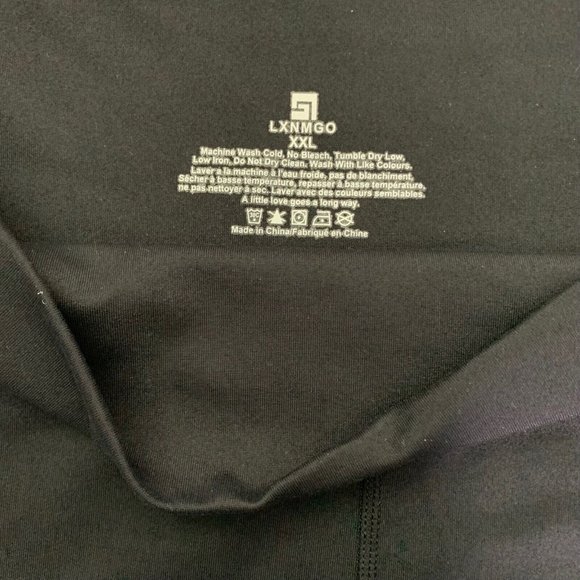 LXNMGO
XXL
Machine Wash Cold, No Bleach, Tumble Dry Low,
Low Iron, Do Not Dry Clean. Wash With Like Colours.
Laver a la machine à l'eau froide, pas de blanchiment.
Sécher à basse température, repasser à basse température,
ne pas nettoyer à sec. Laver avec des couleurs semblables.
A little love goes a long way.
Made in China/Fabriqué en Chine